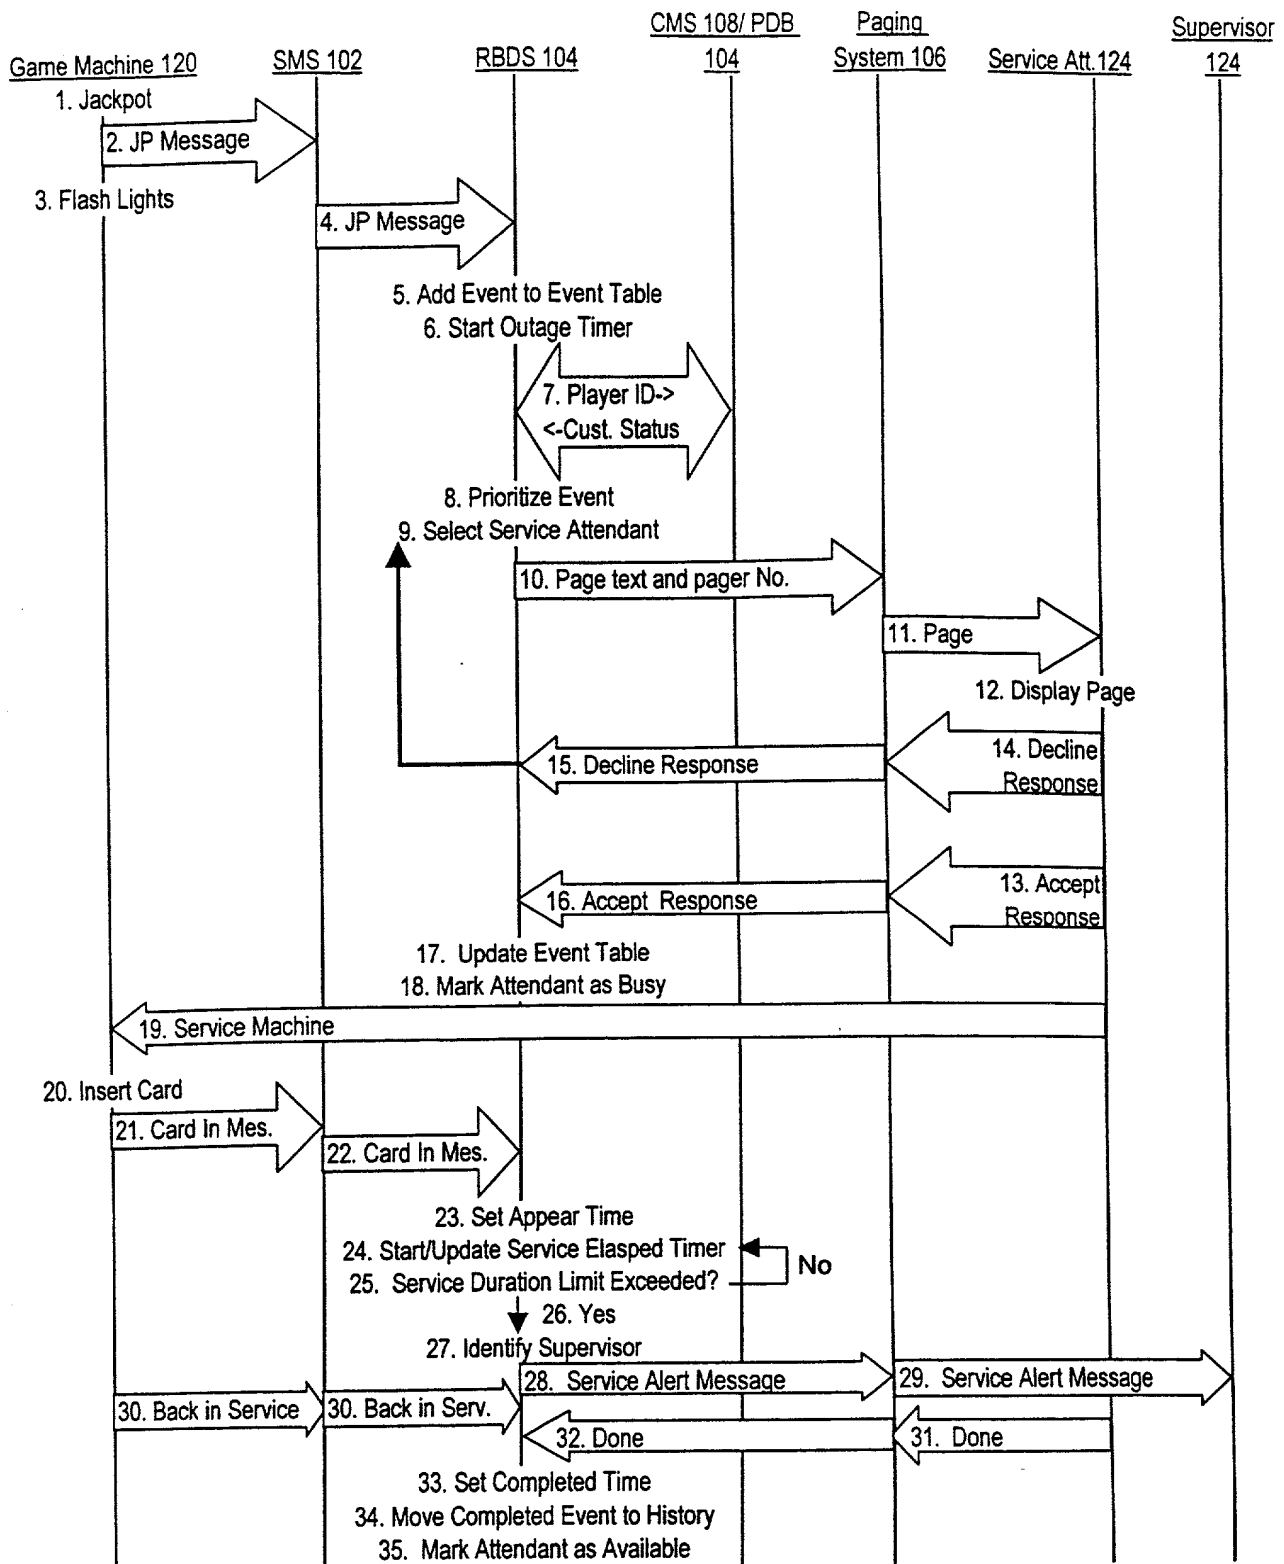 CMS 108/ PDB
Paging
Supervisor
Game Machine 120
SMS 102
RBDS 104
104
System 106
Service Att.124
124
1. Jackpot
2. JP Message
3. Flash Lights
4. JP Message
5. Add Event to Event Table
6. Start Outage Timer
7. Player ID->
<-Cust. Status
8. Prioritize Event
9. Select Service Attendant
10. Page text and pager No.
11. Page
12. Display Page
14. Decline
Response
15. Decline Response
13. Accept
Response
16. Accept Response
17. Update Event Table
18. Mark Attendant as Busy
19. Service Machine
20. Insert Card
21. Card In Mes.
22. Card In Mes.
23. Set Appear Time
24. Start/Update Service Elasped Timer
No
25. Service Duration Limit Exceeded?
26. Yes
27. Identify Supervisor
28. Service Alert Message
29. Service Alert Message
30. Back in Service
30. Back in Serv.
32. Done
31. Done
33. Set Completed Time
34. Move Completed Event to History
35. Mark Attendant as Available